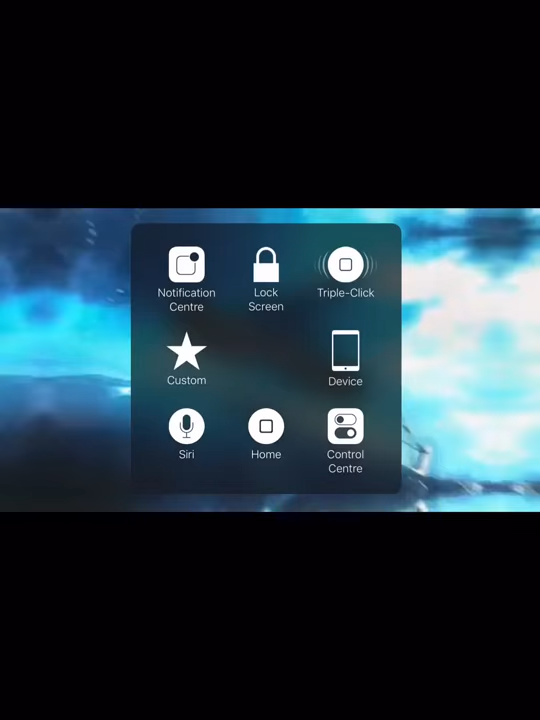 Notification
Centre
Lock
Screen
Triple-Click
Custom
Device
Siri
Home
Control
Centre